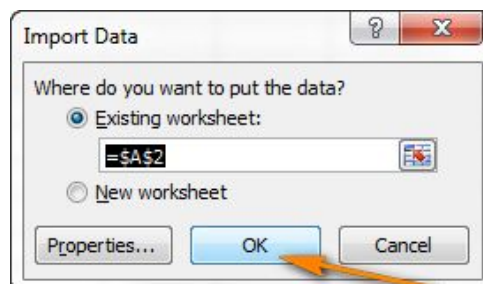 Import Data
Where do you want to put the data?
Existing worksheet:
=$A$2
New worksheet
Properties... OK Cancel